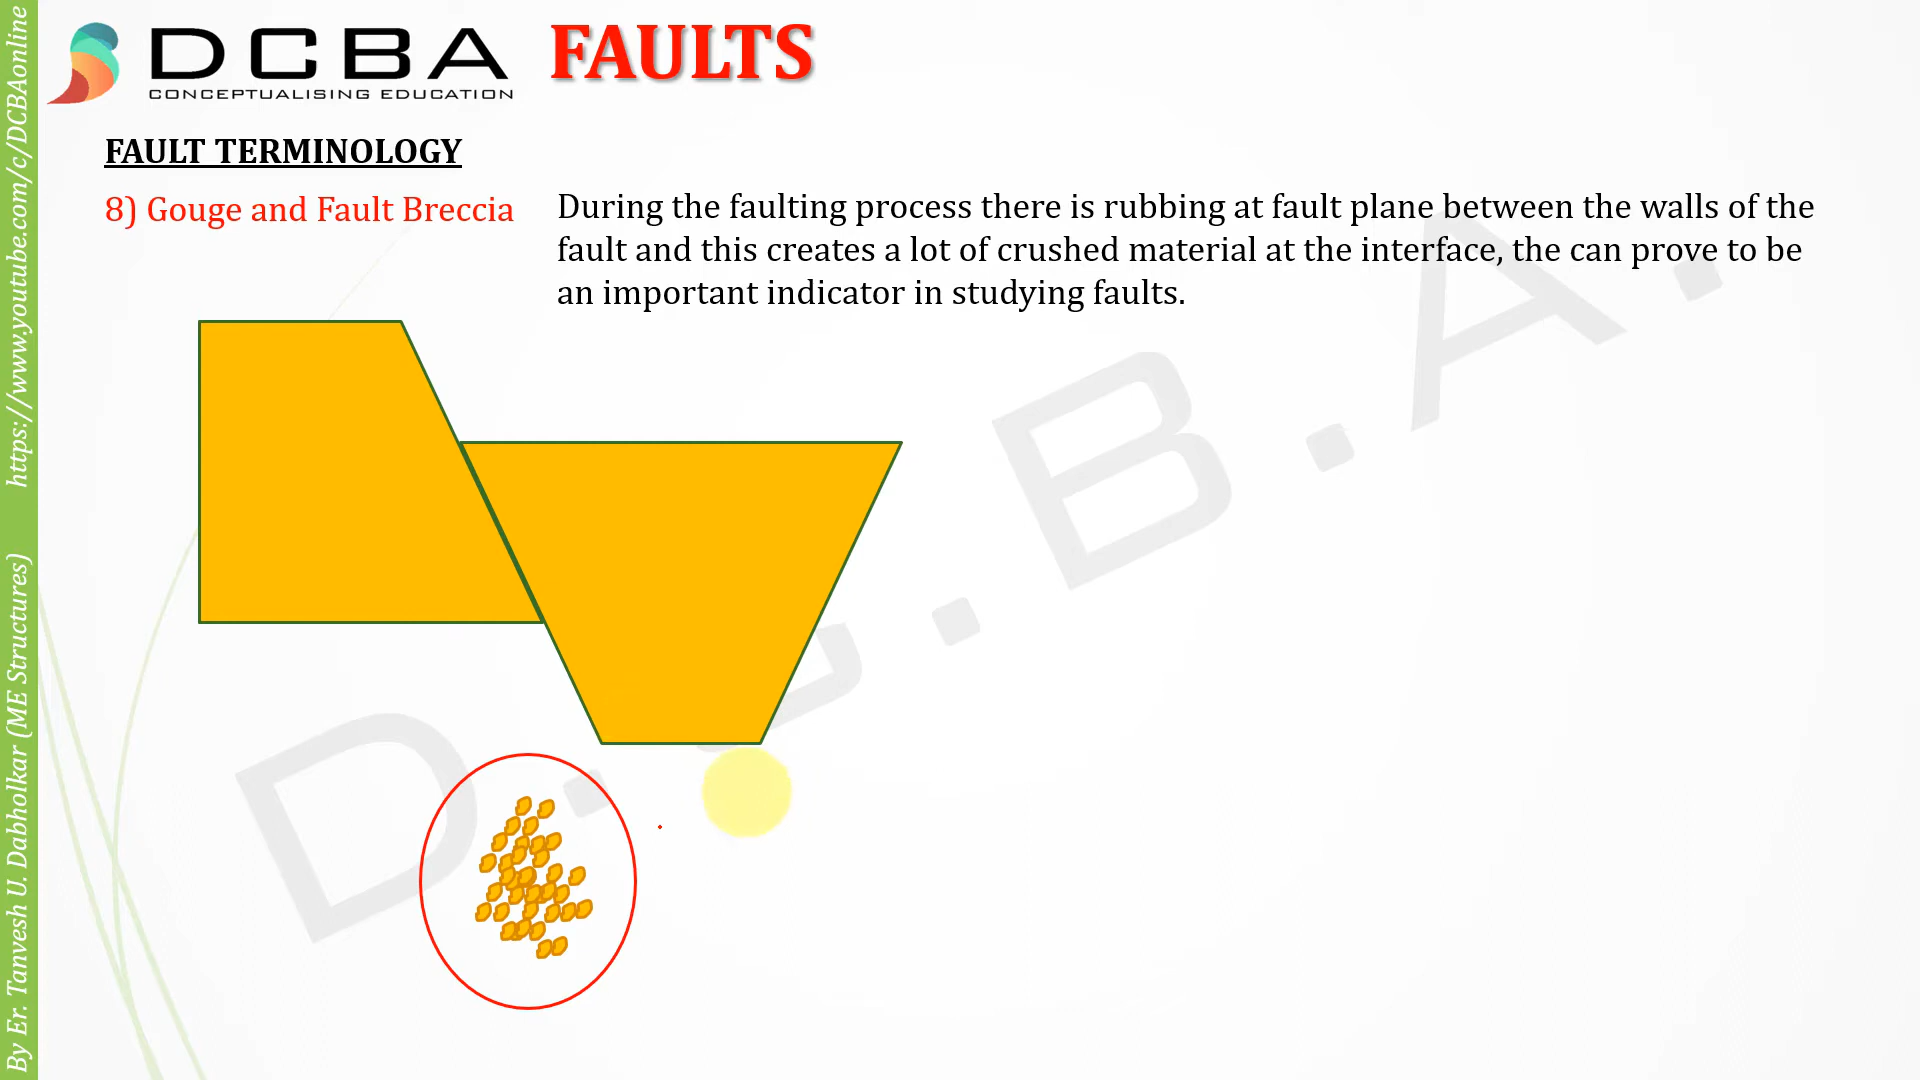 DCBA
CONCEPTUALISING EDUCATION
FAULTS
FAULT TERMINOLOGY
8) Gouge and Fault Breccia
During the faulting process there is rubbing at fault plane between the walls of the
fault and this creates a lot of crushed material at the interface, the can prove to be
an important indicator in studying faults.
D.C.B.A.
By Er. Tanvesh U. Dabholkar (ME Structures) https://www.youtube.com/c/DCBAonline